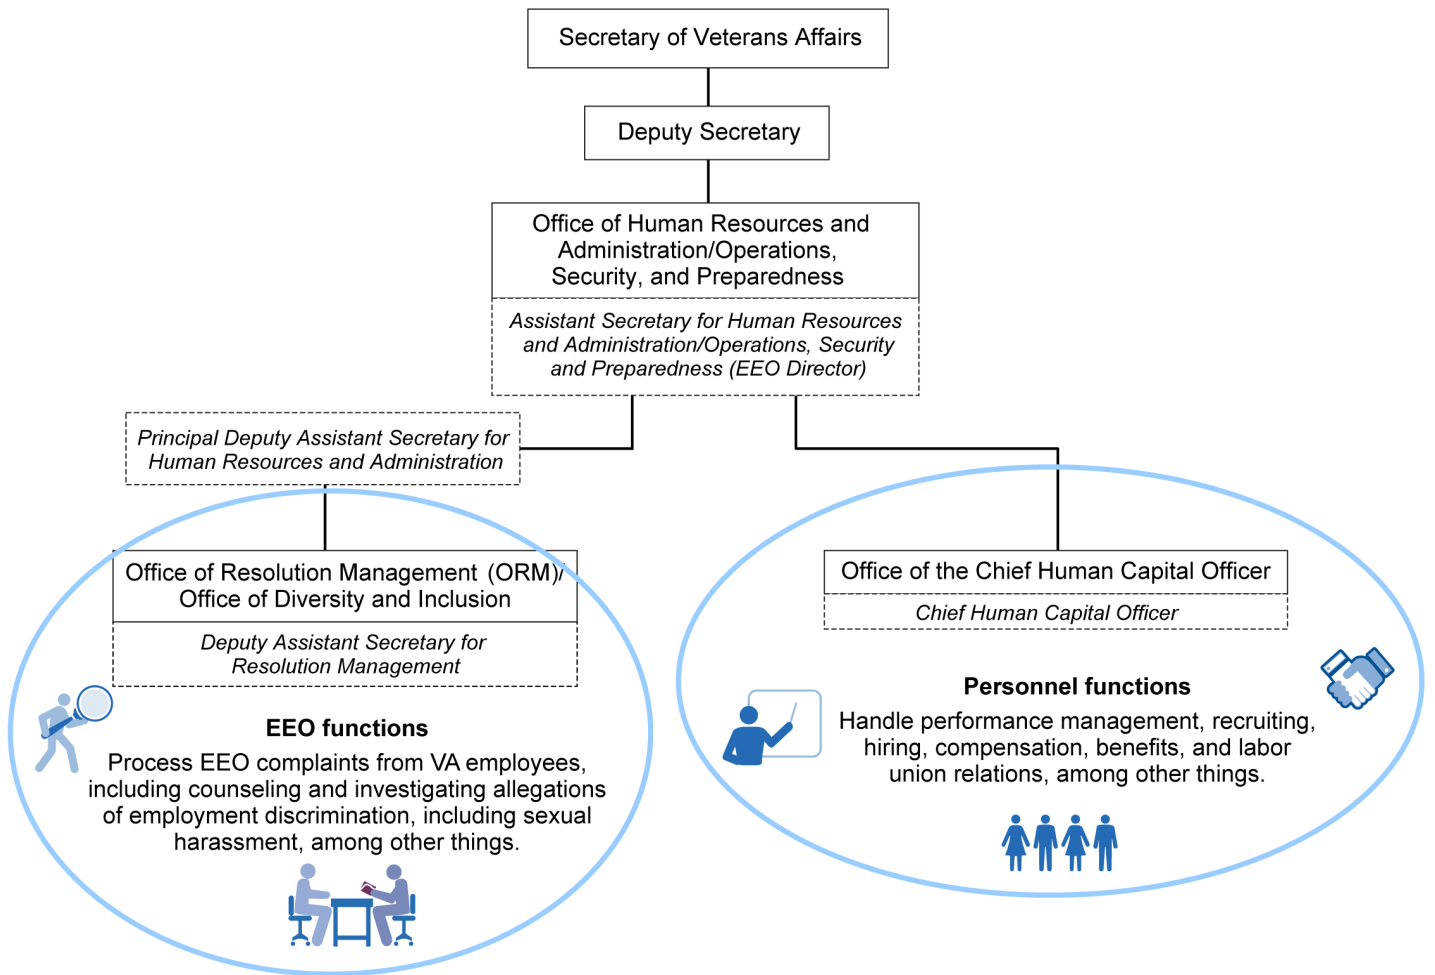 Secretary of Veterans Affairs
Deputy Secretary
Office of Human Resources and
Administration/Operations,
Security, and Preparedness
Assistant Secretary for Human Resources
and Administration/Operations, Security
and Preparedness (EEO Director)
Principal Deputy Assistant Secretary for
Human Resources and Administration
Office of Resolution Management (ORM)/
Office of Diversity and Inclusion
Deputy Assistant Secretary for
Resolution Management
EEO functions
Process EEO complaints from VA employees,
including counseling and investigating allegations
of employment discrimination, including sexual
harassment, among other things.
Office of the Chief Human Capital Officer
Chief Human Capital Officer
Personnel functions
Handle performance management, recruiting,
hiring, compensation, benefits, and labor
union relations, among other things.